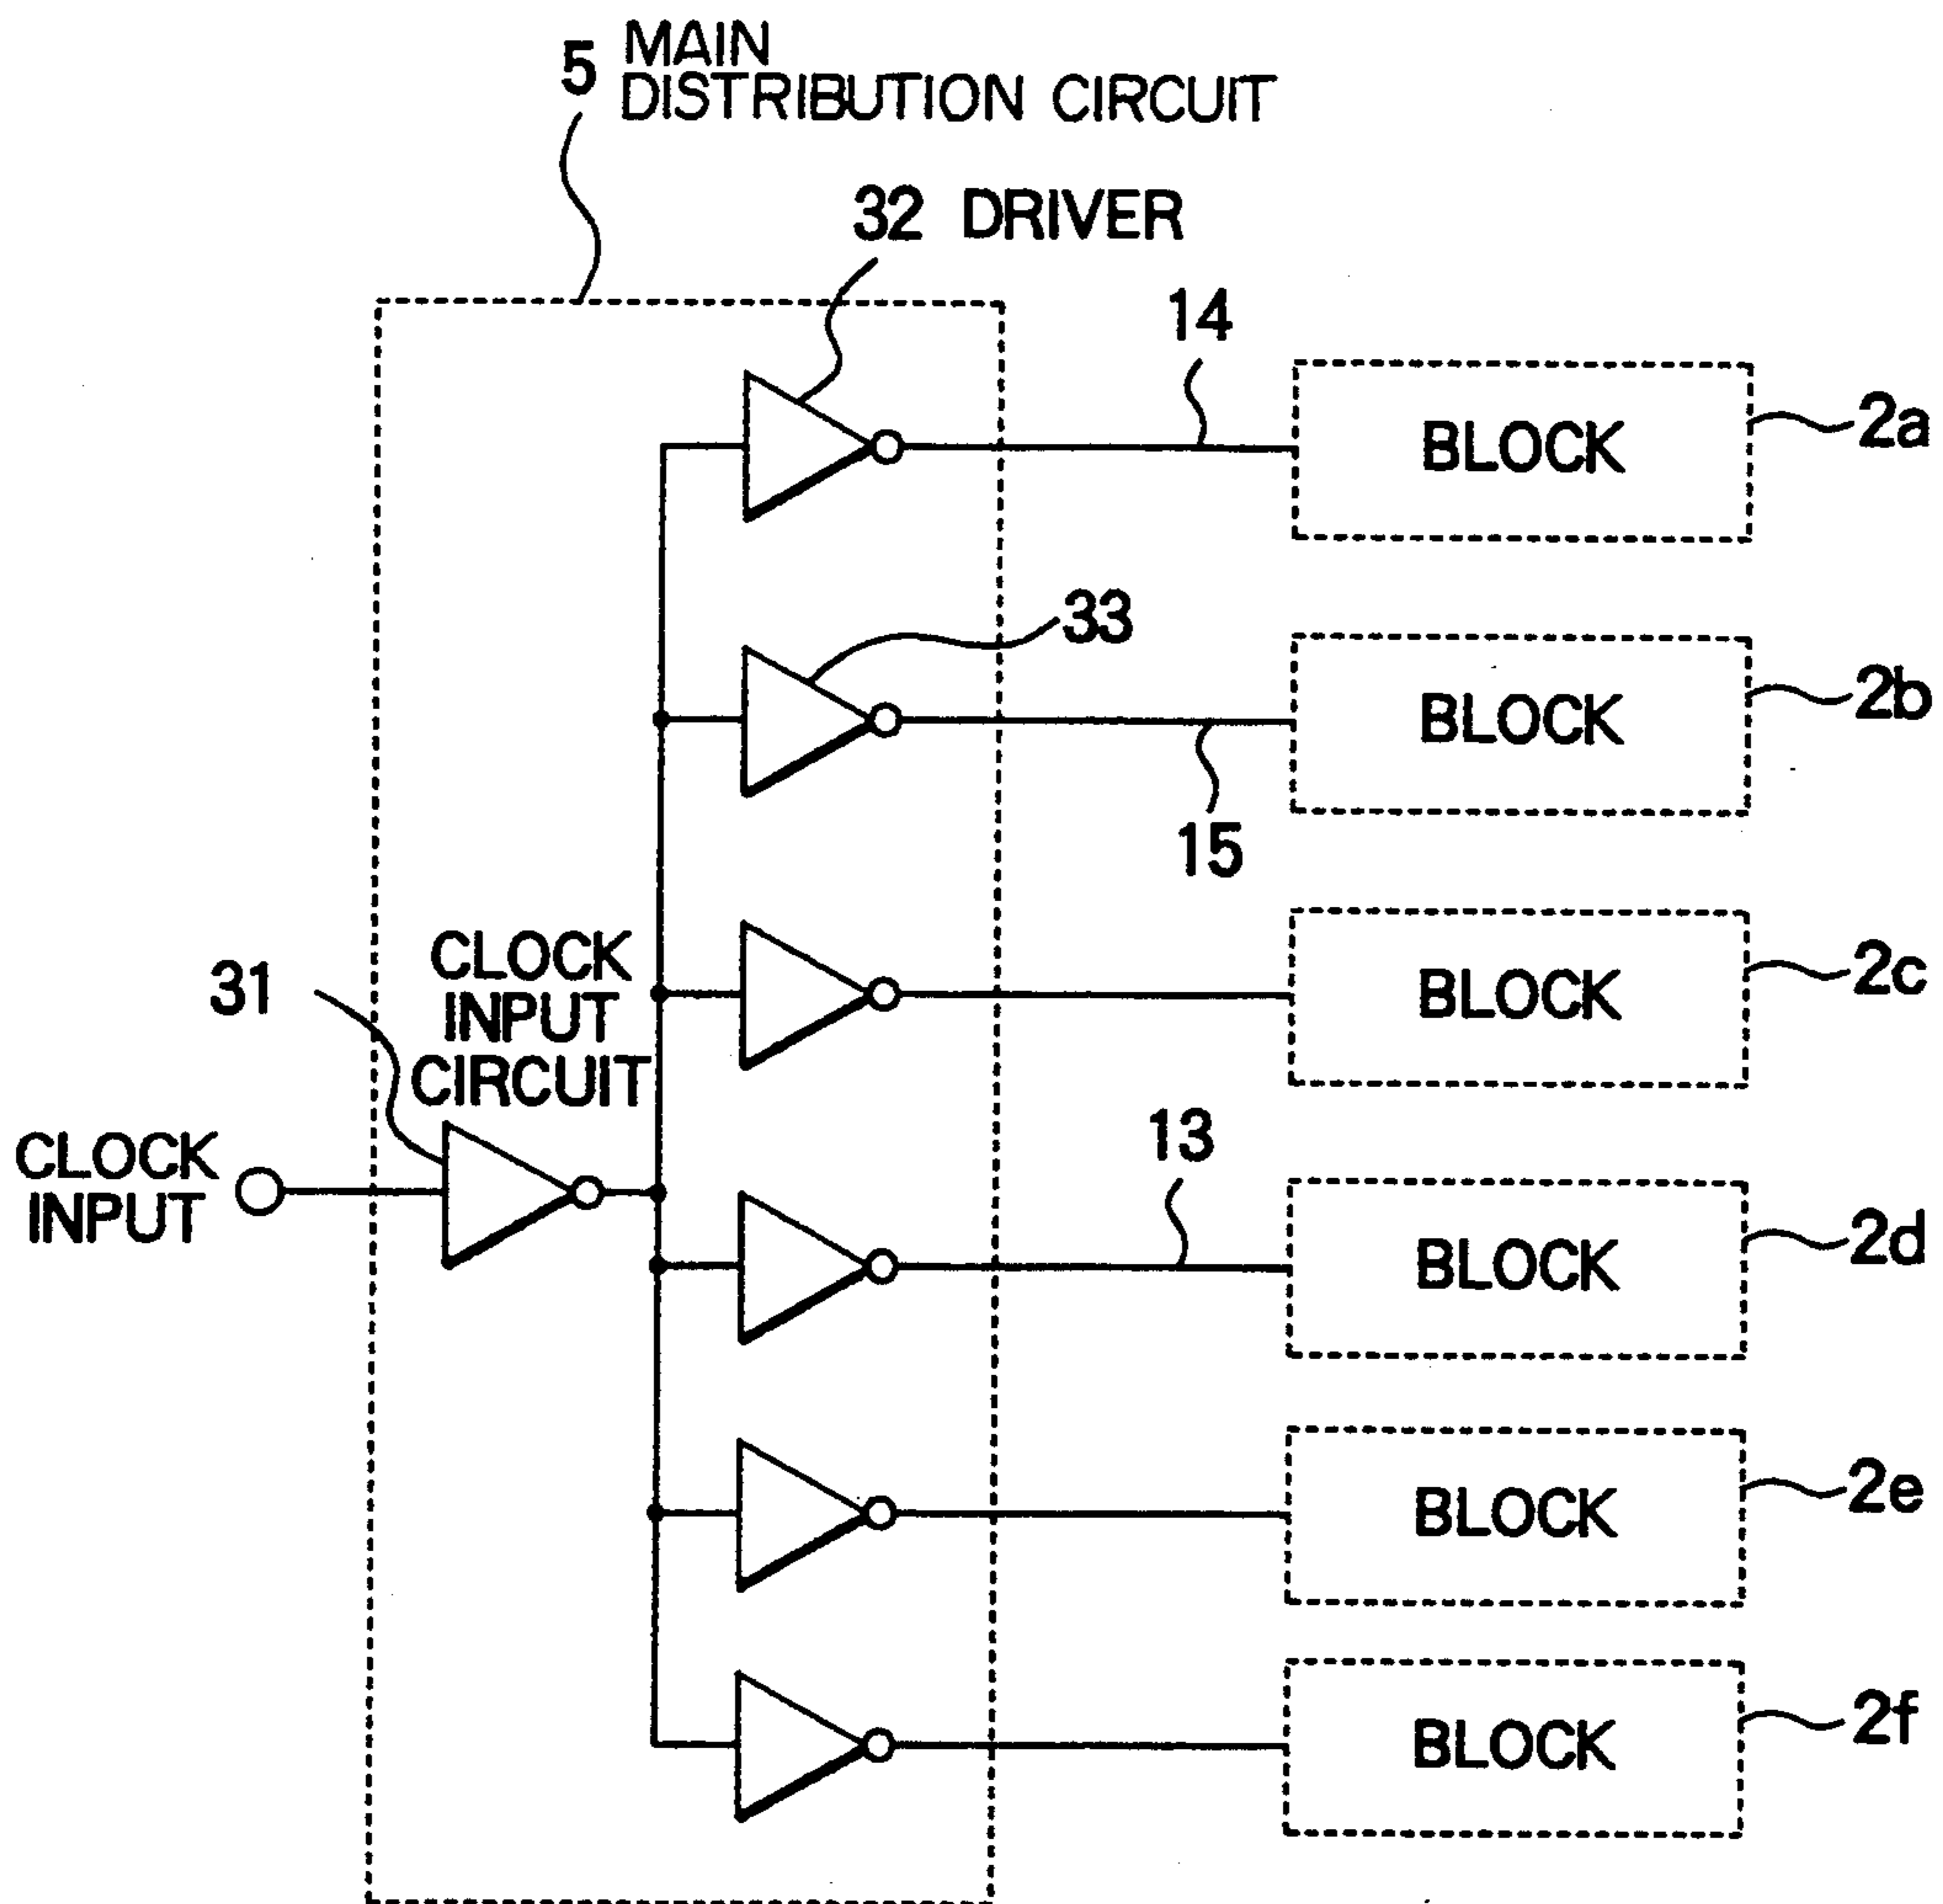 5 MAIN
DISTRIBUTION CIRCUIT
32 DRIVER
14
BLOCK
2a
33
BLOCK
2b
15
31
CLOCK
INPUT
CIRCUIT
BLOCK
2c
13
CLOCK
INPUT
BLOCK
2d
BLOCK
2e
BLOCK
2f